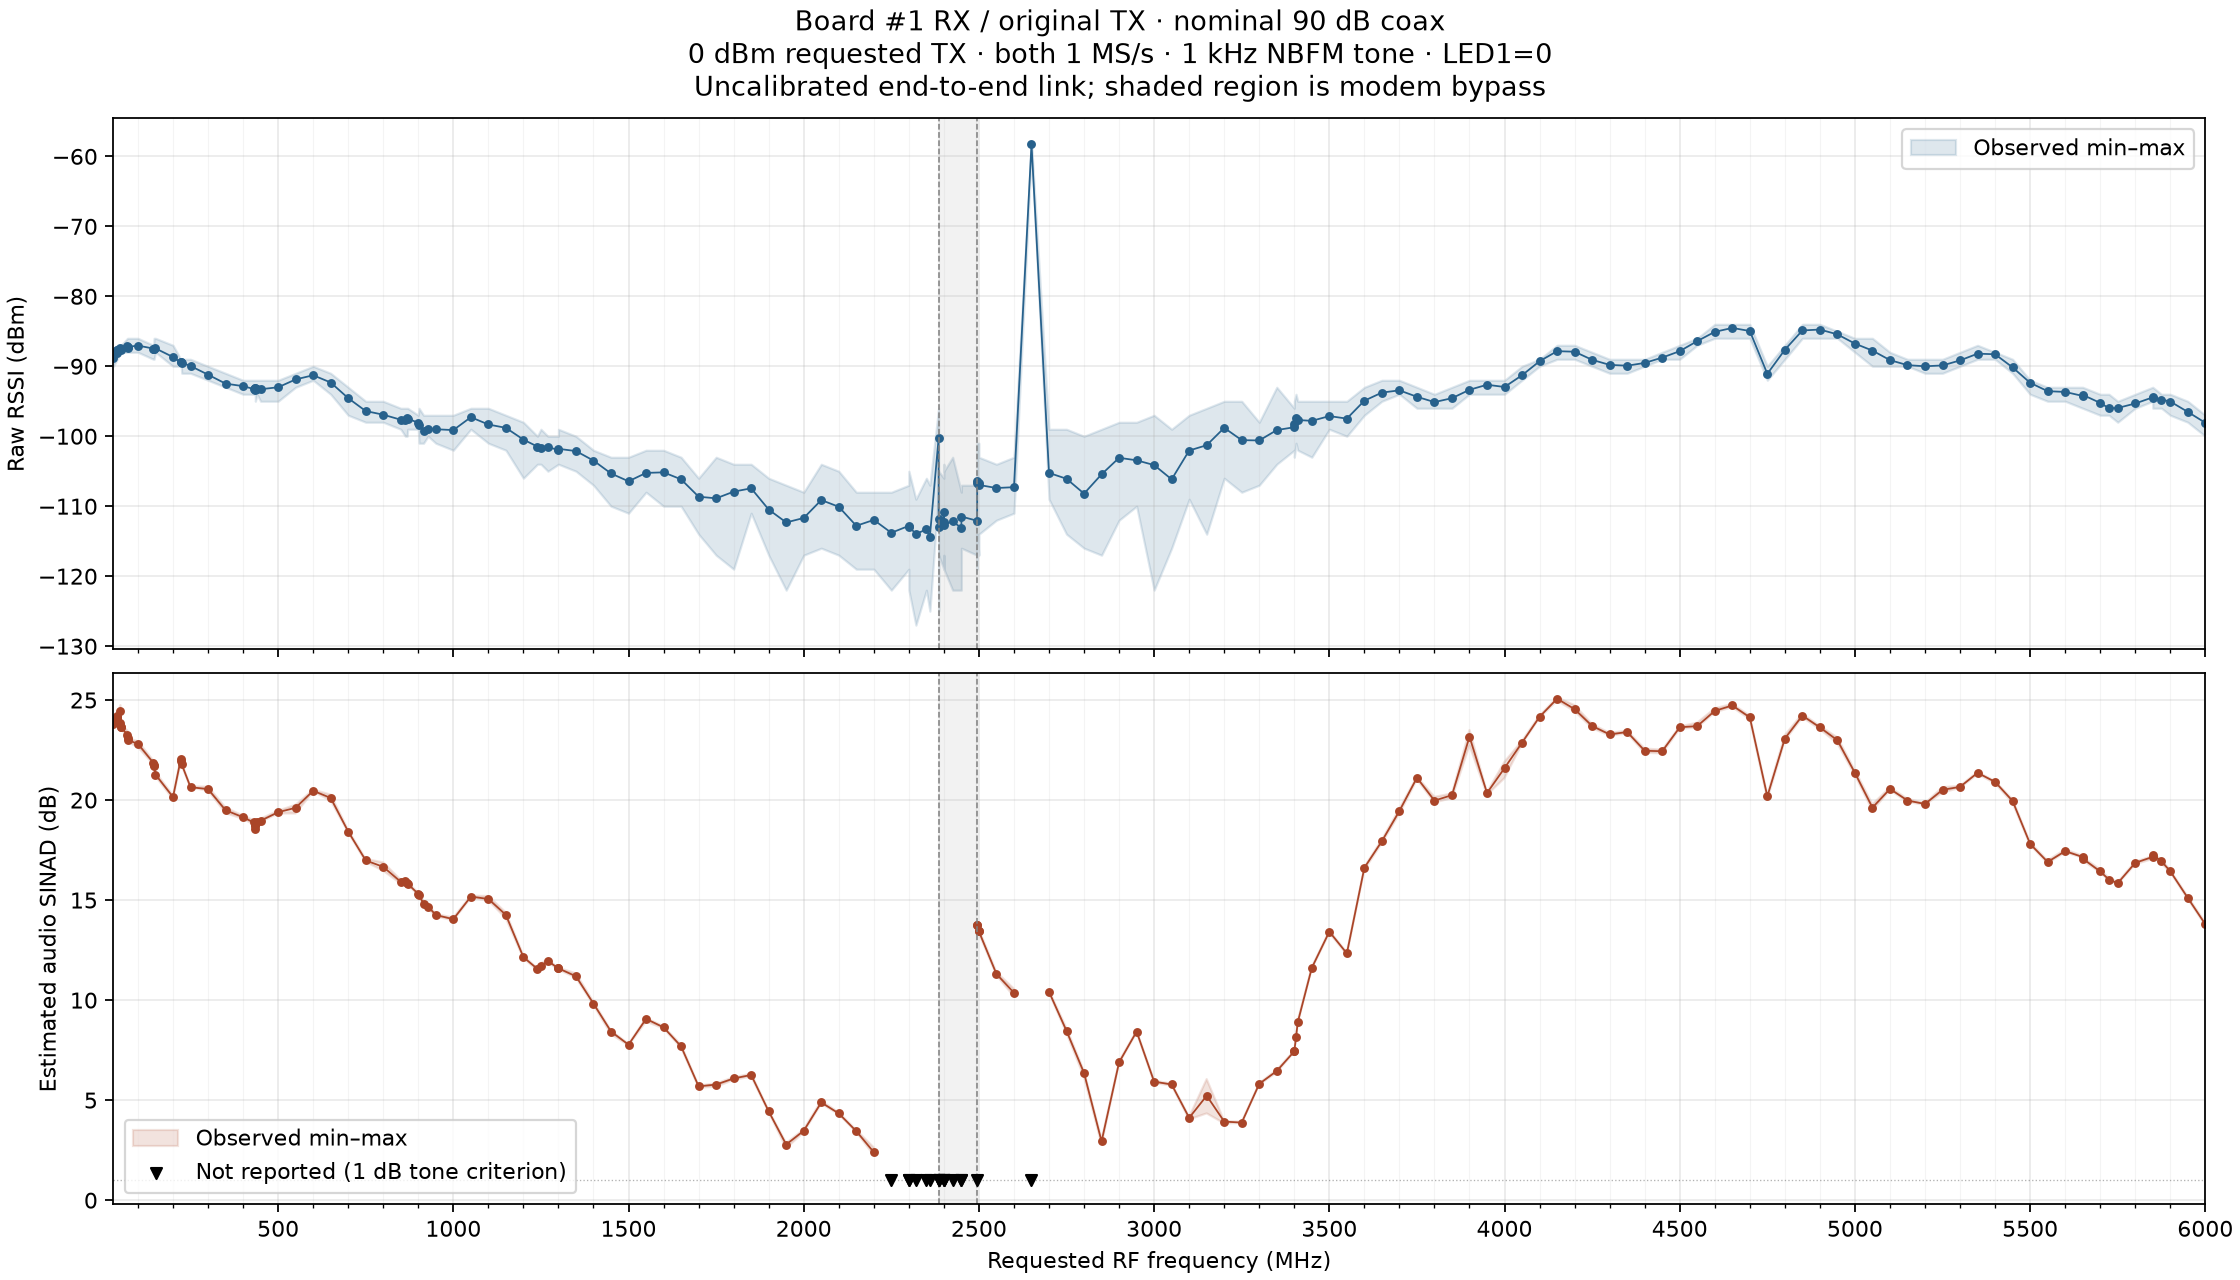 Board #1 RX / original TX · nominal 90 dB coax
0 dBm requested TX · both 1 MS/s · 1 kHz NBFM tone · LED1=0
Uncalibrated end-to-end link; shaded region is modem bypass
Raw RSSI (dBm)
−60
−70
−80
−90
−100
−110
−120
−130
Observed min–max
Estimated audio SINAD (dB)
25
20
15
10
5
0
Observed min–max
Not reported (1 dB tone criterion)
500 1000 1500 2000 2500 3000 3500 4000 4500 5000 5500 6000
Requested RF frequency (MHz)